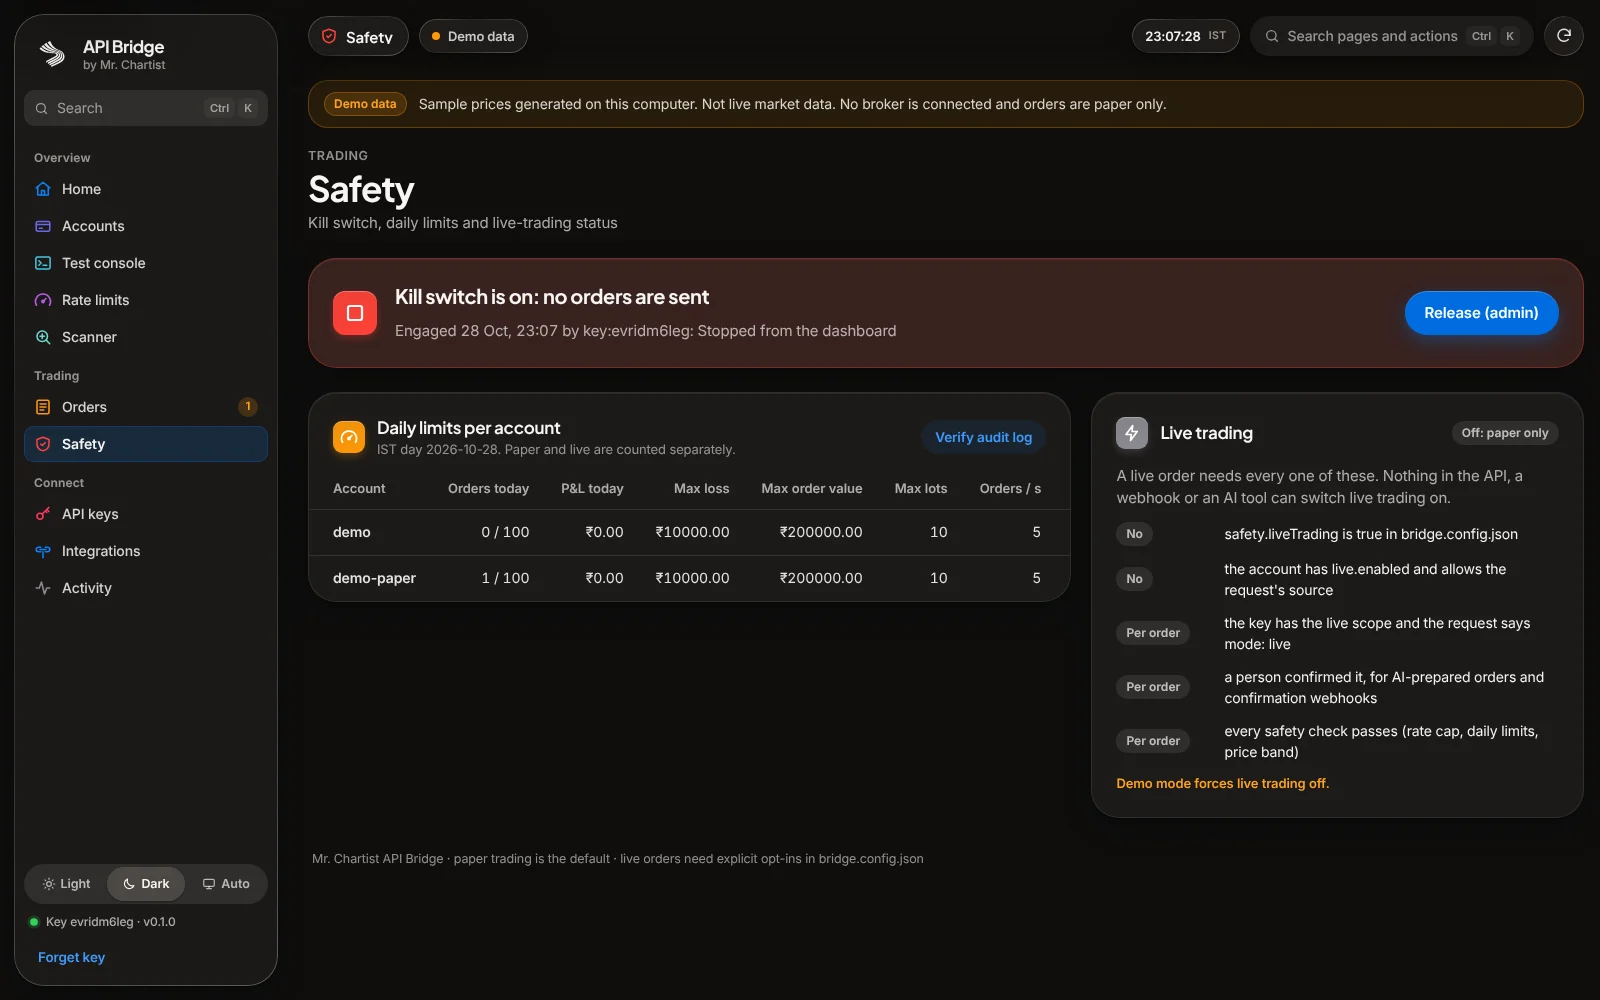 API Bridge
by Mr. Chartist
Search Ctrl K
Overview
Home
Accounts
Test console
Rate limits
Scanner
Trading
Orders 1
Safety
Connect
API keys
Integrations
Activity
Light Dark Auto
Key evridm6leg · v0.1.0
Forget key
Safety Demo data 23:07:28 IST Search pages and actions Ctrl K
Demo data Sample prices generated on this computer. Not live market data. No broker is connected and orders are paper only.
TRADING
Safety
Kill switch, daily limits and live-trading status
Kill switch is on: no orders are sent
Engaged 28 Oct, 23:07 by key:evridm6leg: Stopped from the dashboard
Release (admin)
Daily limits per account
IST day 2026-10-28. Paper and live are counted separately.
Verify audit log
Account Orders today P&L today Max loss Max order value Max lots Orders / s
demo 0 / 100 ₹0.00 ₹10000.00 ₹200000.00 10 5
demo-paper 1 / 100 ₹0.00 ₹10000.00 ₹200000.00 10 5
Live trading Off: paper only
A live order needs every one of these. Nothing in the API, a
webhook or an AI tool can switch live trading on.
No safety.liveTrading is true in bridge.config.json
No the account has live.enabled and allows the
request's source
Per order the key has the live scope and the request says
mode: live
Per order a person confirmed it, for AI-prepared orders and
confirmation webhooks
Per order every safety check passes (rate cap, daily limits,
price band)
Demo mode forces live trading off.
Mr. Chartist API Bridge · paper trading is the default · live orders need explicit opt-ins in bridge.config.json